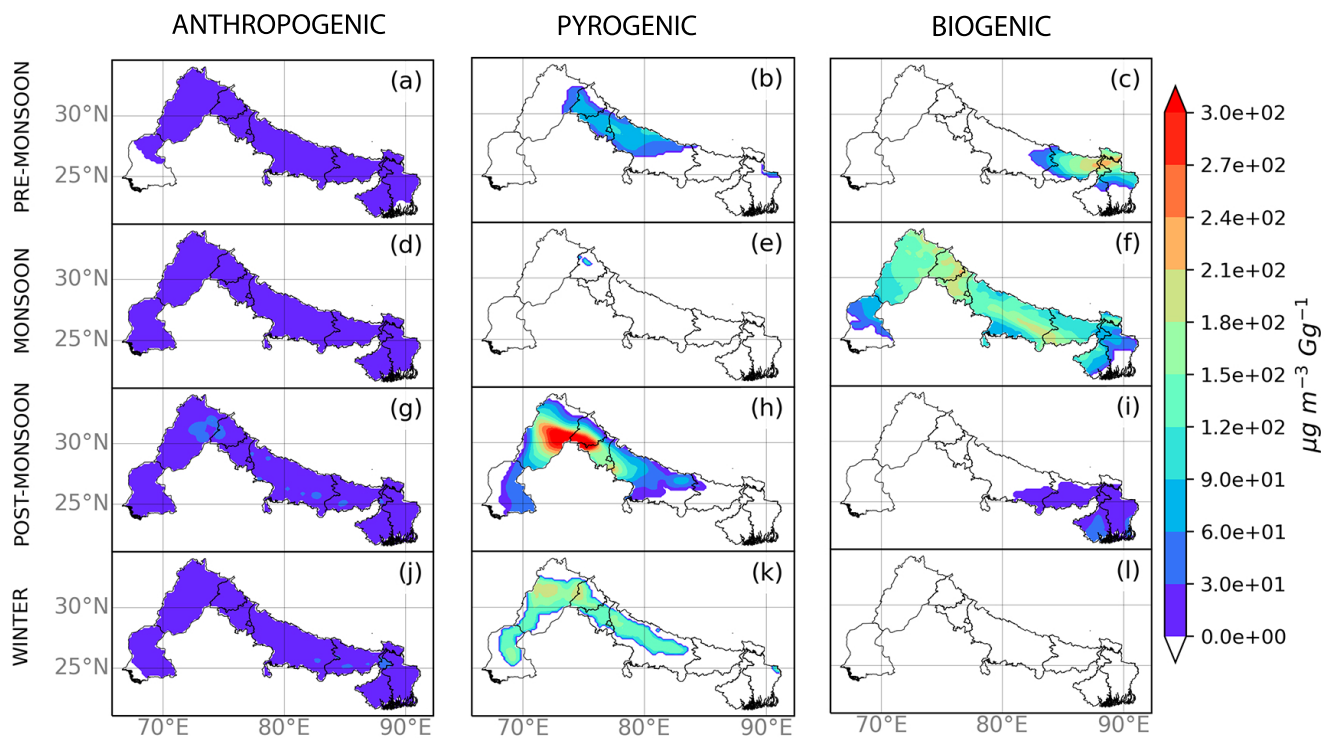 ANTHROPOGENIC PYROGENIC BIOGENIC
PRE-MONSOON
30°N
25°N
(a)
(b)
(c)
MONSOON
30°N
25°N
(d)
(e)
(f)
POST-MONSOON
30°N
25°N
(g)
(h)
(i)
WINTER
30°N
25°N
(j)
(k)
(l)
70°E 80°E 90°E
70°E 80°E 90°E
70°E 80°E 90°E
3.0e+02
2.7e+02
2.4e+02
2.1e+02
1.8e+02
1.5e+02
1.2e+02
9.0e+01
6.0e+01
3.0e+01
0.0e+00
μg m⁻³ Gg⁻¹